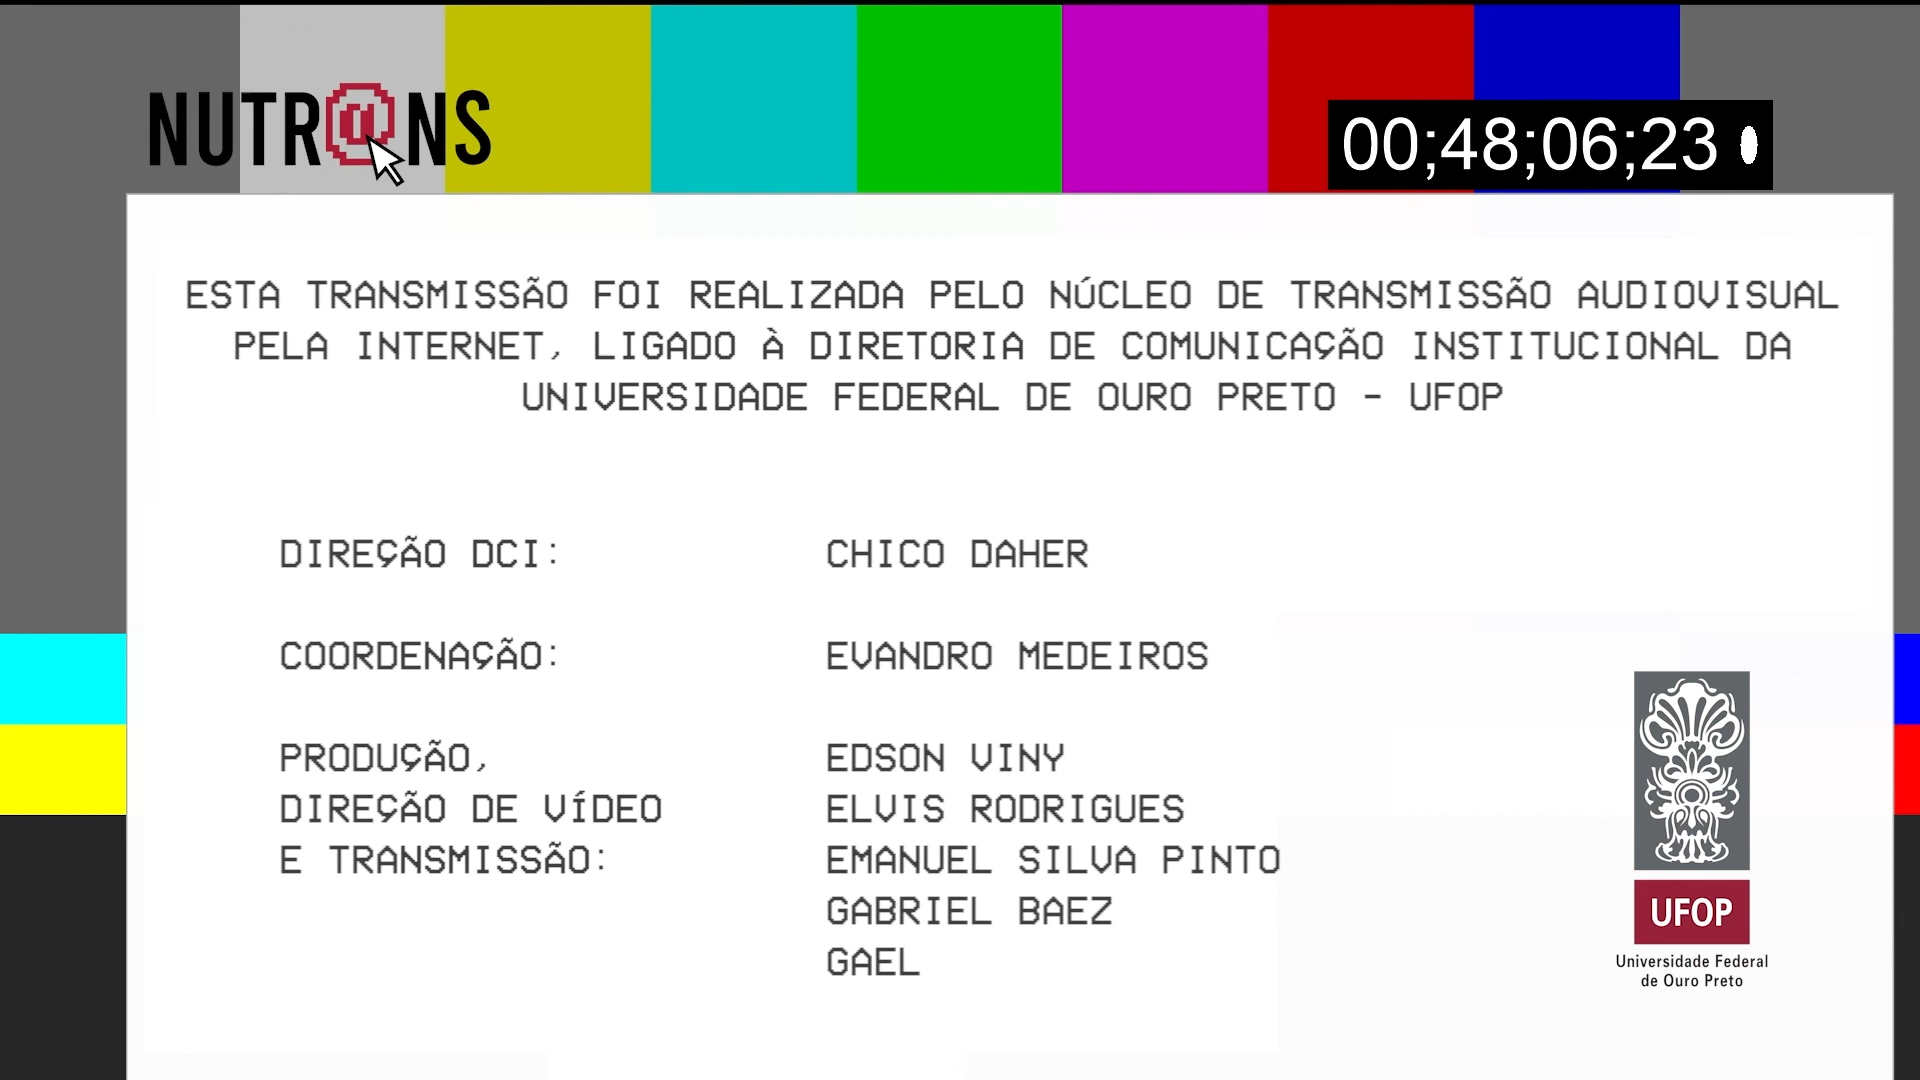 NUTR@NS
00;48;06;23
ESTA TRANSMISSÃO FOI REALIZADA PELO NÚCLEO DE TRANSMISSÃO AUDIOVISUAL
PELA INTERNET, LIGADO À DIRETORIA DE COMUNICAÇÃO INSTITUCIONAL DA
UNIVERSIDADE FEDERAL DE OURO PRETO - UFOP
DIREÇÃO DCI: CHICO DAHER
COORDENAÇÃO: EVANDRO MEDEIROS
PRODUÇÃO, EDSON VINY
DIREÇÃO DE VÍDEO ELVIS RODRIGUES
E TRANSMISSÃO: EMANUEL SILVA PINTO
GABRIEL BAEZ
GAEL
UFOP
Universidade Federal
de Ouro Preto